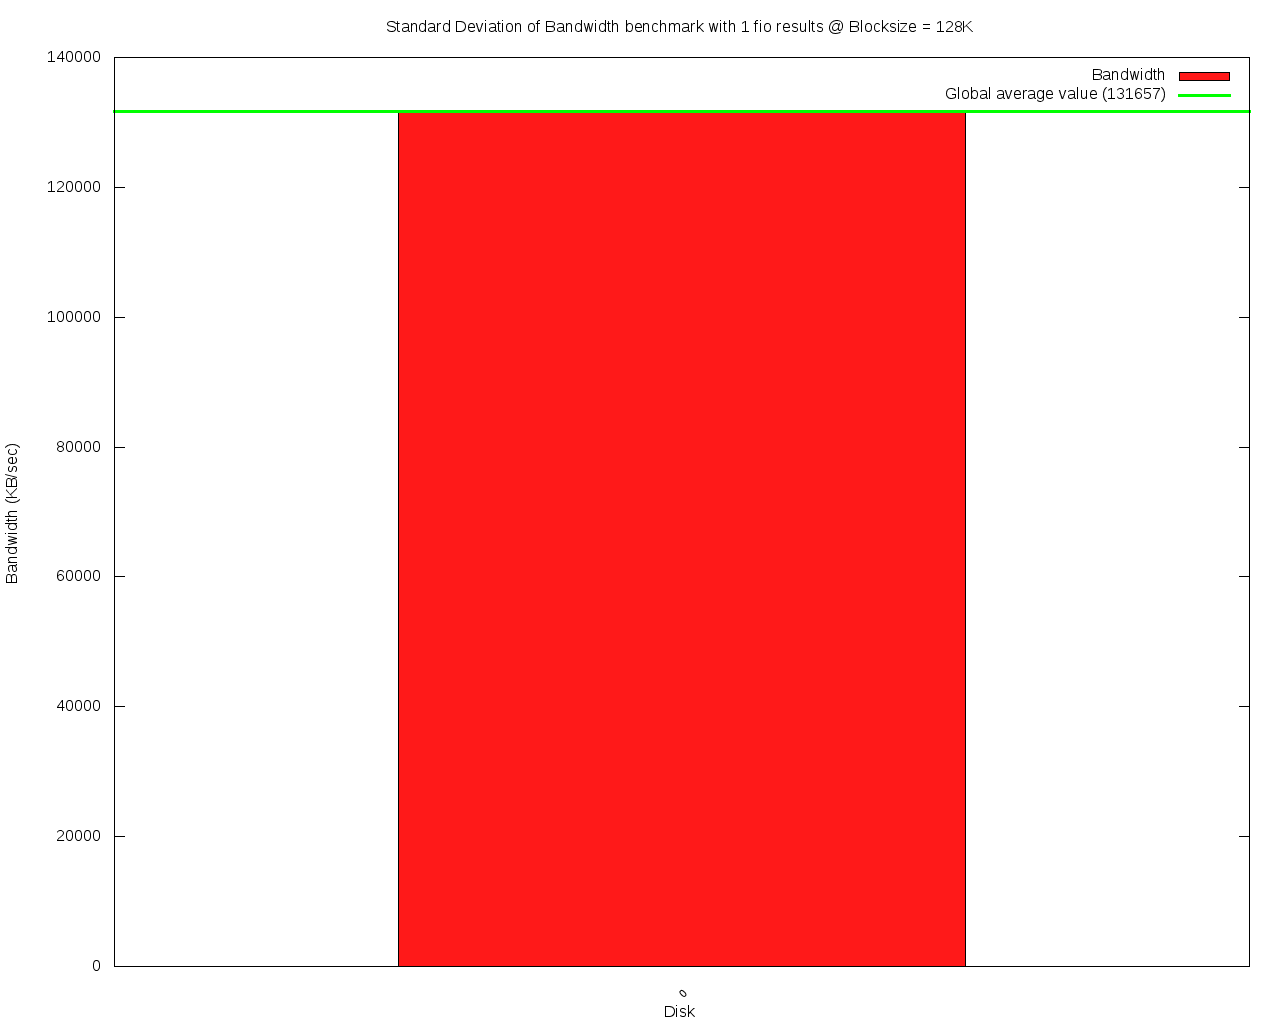 Standard Deviation of Bandwidth benchmark with 1 fio results @ Blocksize = 128K
140000
Bandwidth
Global average value (131657)
120000
100000
80000
Bandwidth (KB/sec)
60000
40000
20000
0
0
Disk